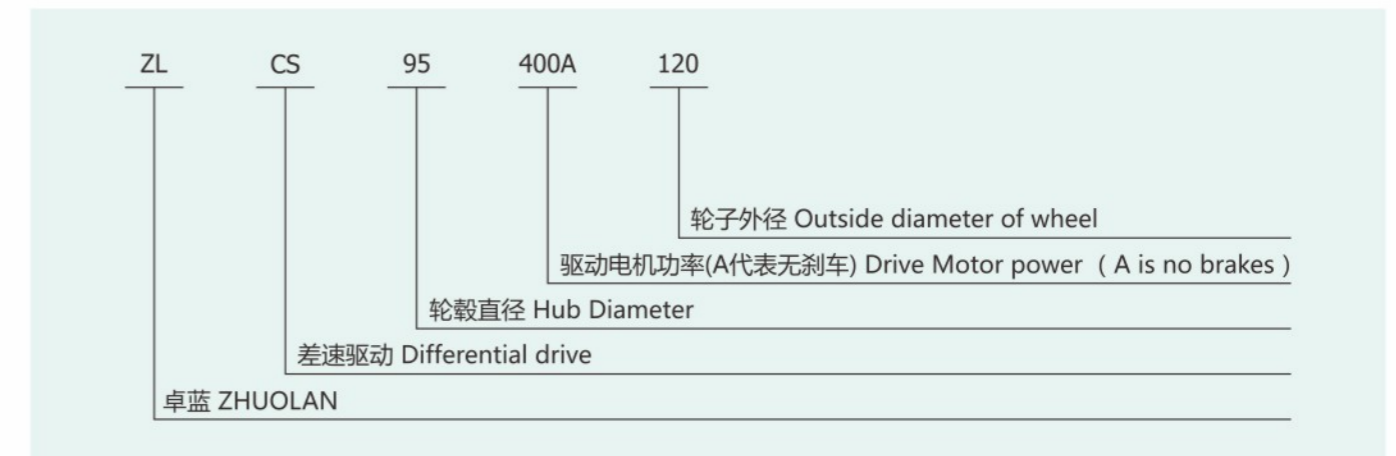 ZL CS 95 400A 120
轮子外径 Outside diameter of wheel
驱动电机功率(A代表无刹车) Drive Motor power （A is no brakes）
轮毂直径 Hub Diameter
差速驱动 Differential drive
卓蓝 ZHUOLAN